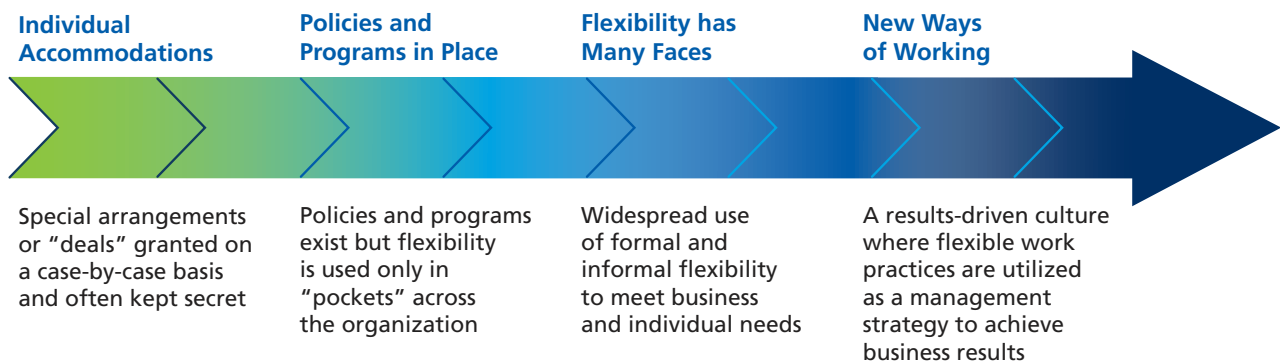 Individual
Accommodations
Policies and
Programs in Place
Flexibility has
Many Faces
New Ways
of Working
Special arrangements
or “deals” granted on
a case-by-case basis
and often kept secret
Policies and programs
exist but flexibility
is used only in
“pockets” across
the organization
Widespread use
of formal and
informal flexibility
to meet business
and individual needs
A results-driven culture
where flexible work
practices are utilized
as a management
strategy to achieve
business results